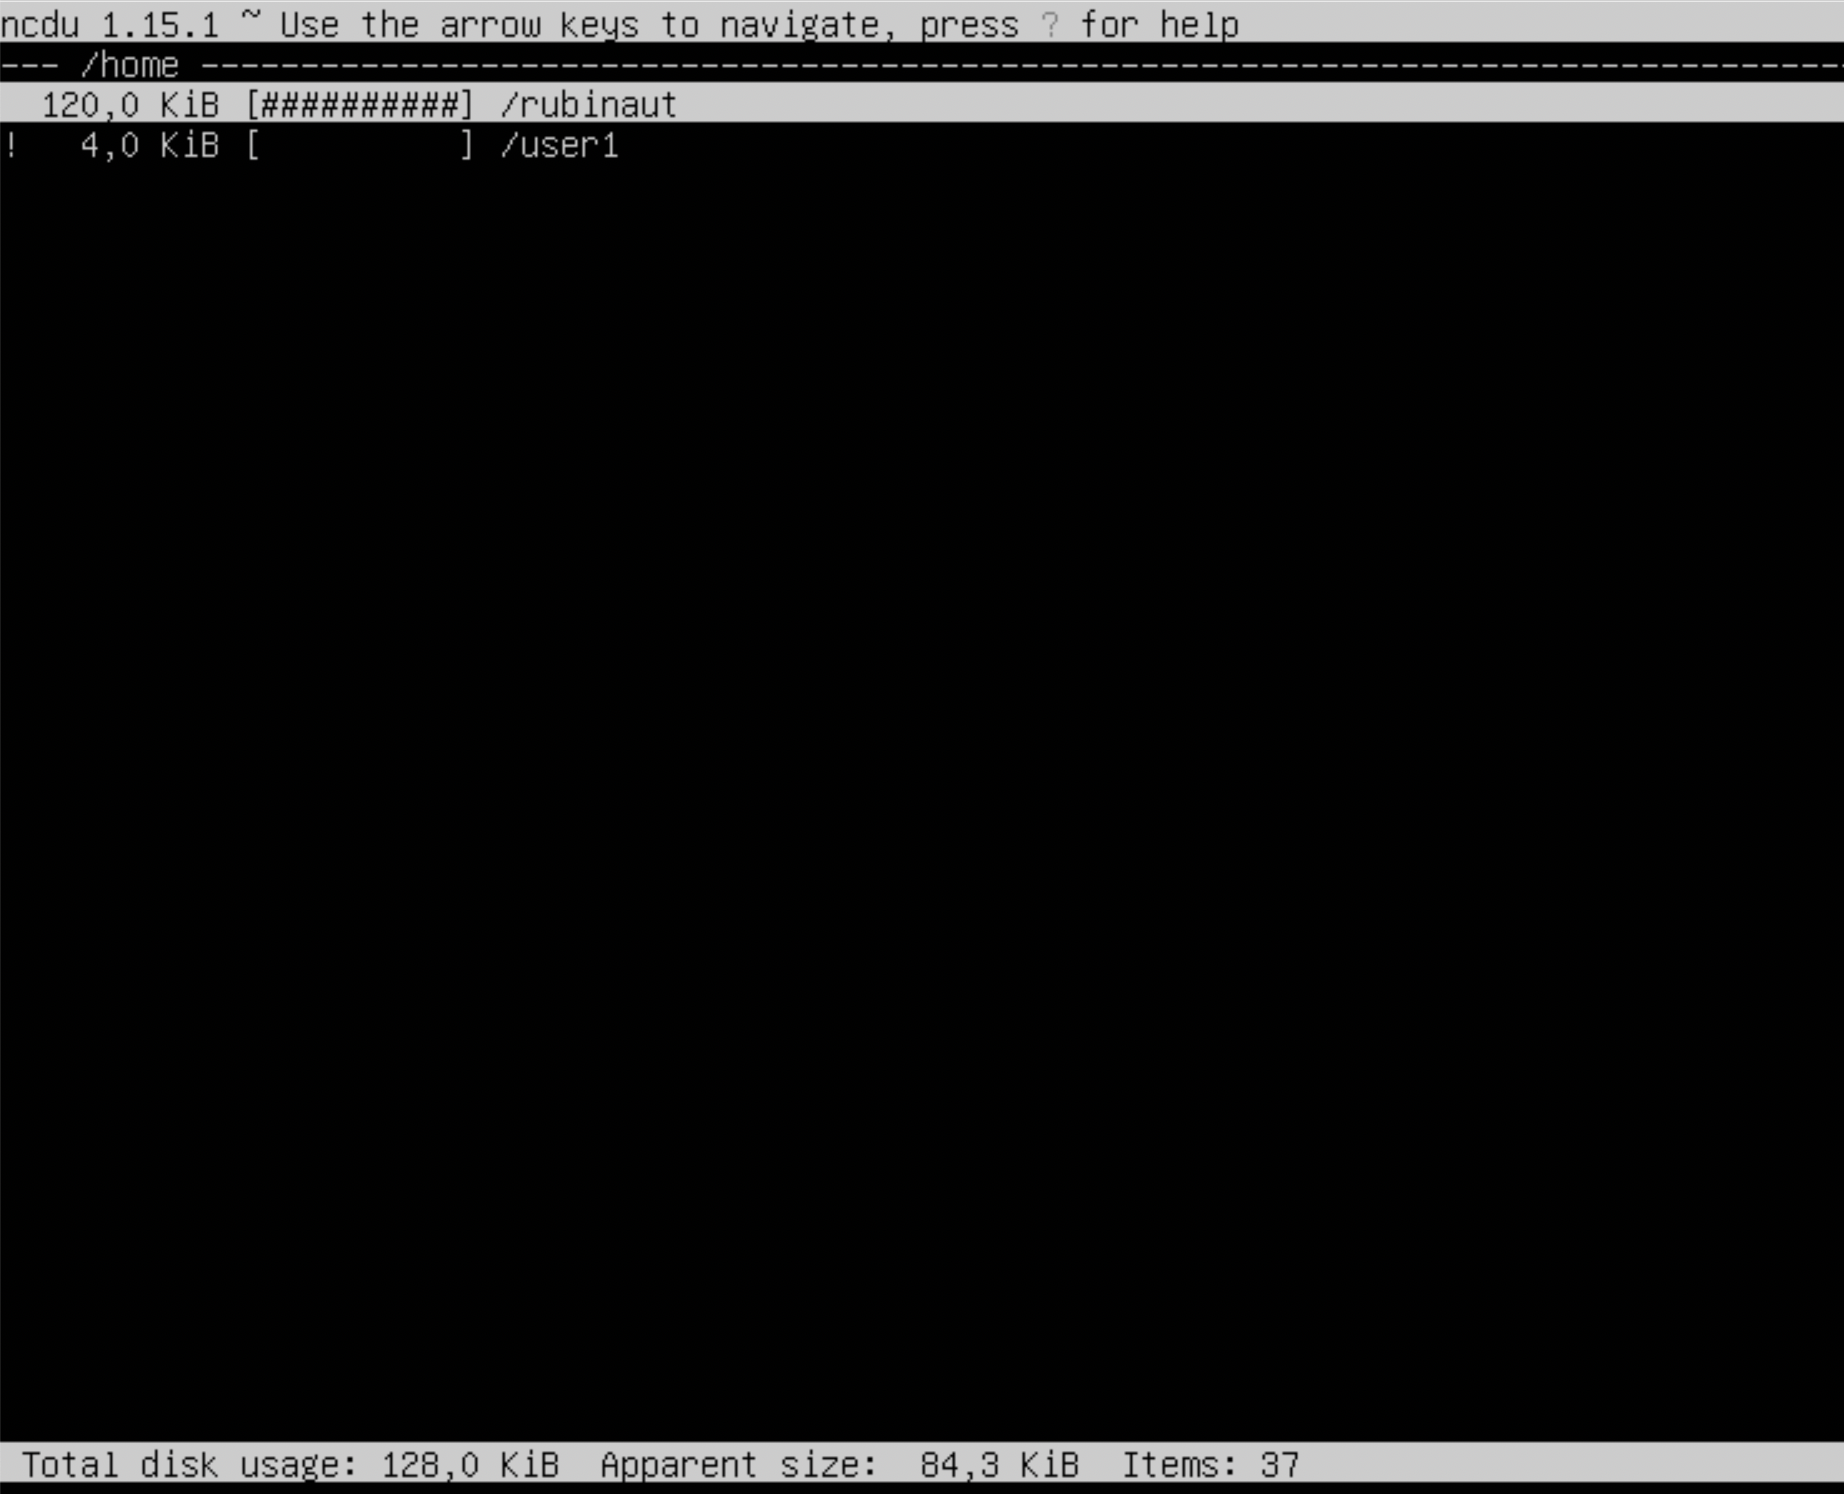 ncdu 1.15.1 ~ Use the arrow keys to navigate, press ? for help
--- /home ----------------------------------------------------------------------------------
  120,0 KiB [##########] /rubinaut
!   4,0 KiB [          ] /user1
Total disk usage: 128,0 KiB  Apparent size:  84,3 KiB  Items: 37